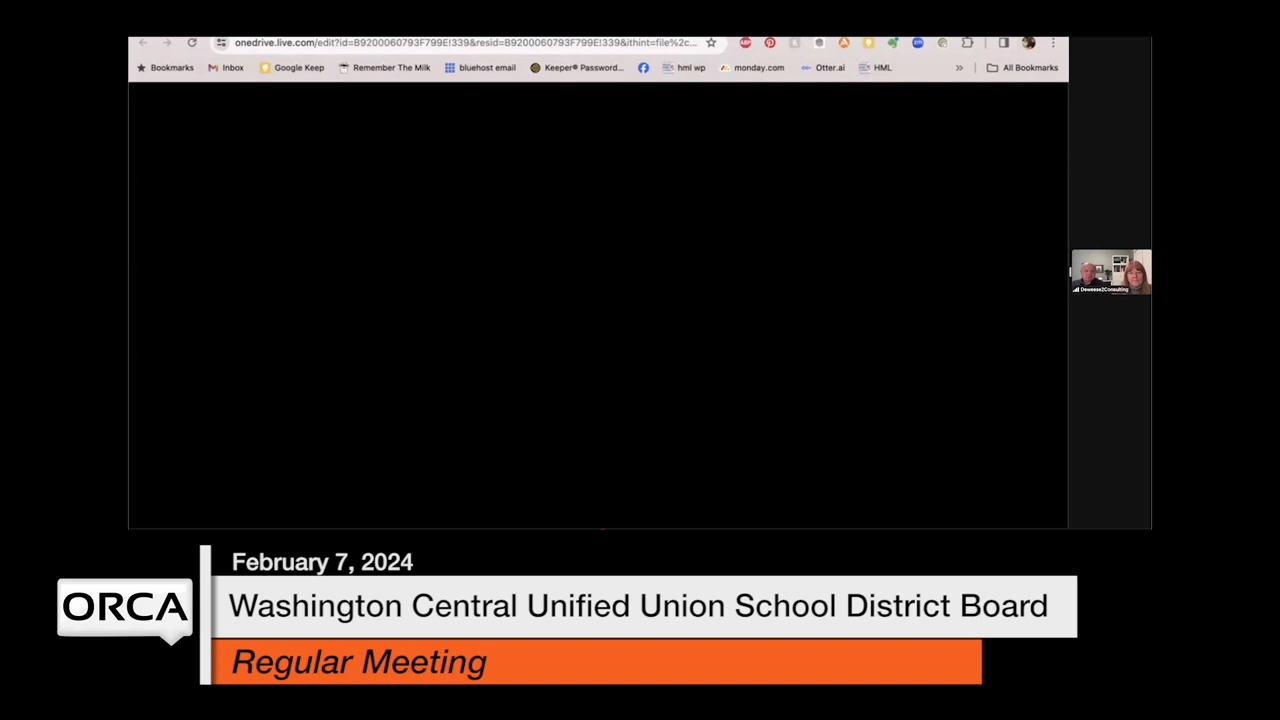 onedrive.live.com/edit?id=B9200060793F799E!339&resid=B9200060793F799E!339&ithint=file%2c...
Bookmarks Inbox Google Keep Remember The Milk bluehost email Keeper® Password... hml wp monday.com Otter.ai HML » All Bookmarks
Deweese2Consulting
February 7, 2024
ORCA
Washington Central Unified Union School District Board
Regular Meeting